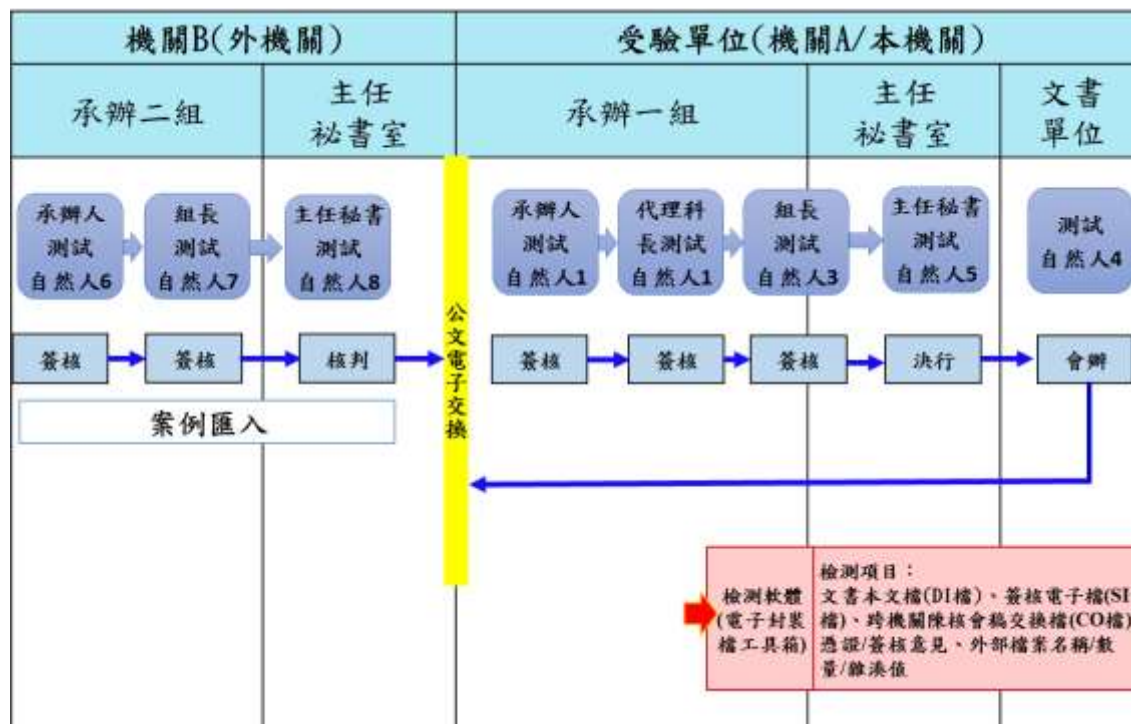 機關B(外機關)
受驗單位(機關A/本機關)
承辦二組
主任
祕書室
承辦一組
主任
祕書室
文書
單位
承辦人
測試
自然人6
組長
測試
自然人7
主任秘書
測試
自然人8
承辦人
測試
自然人1
代理科
長測試
自然人1
組長
測試
自然人3
主任秘書
測試
自然人5
測試
自然人4
簽核
簽核
核判
公文電子交換
簽核
簽核
簽核
決行
會辦
案例匯入
檢測軟體
(電子封裝
檔工具箱)
檢測項目：
文書本文檔(DI檔)、簽核電子檔(SI
檔)、跨機關陳核會稿交換檔(CO檔)
憑證/簽核意見、外部檔案名稱/數
量/雜湊值